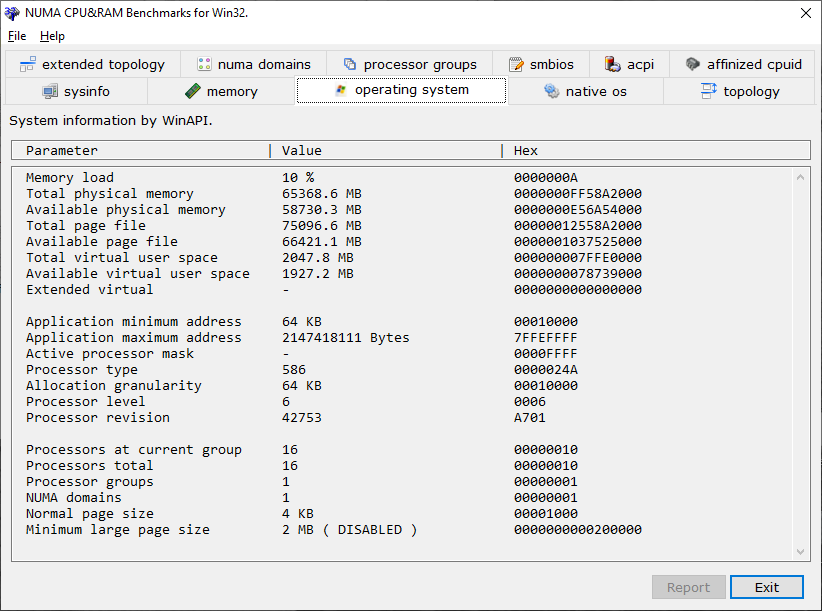 NUMA CPU&RAM Benchmarks for Win32.
File Help
extended topology numa domains processor groups smbios acpi affinized cpuid
sysinfo memory operating system native os topology
System information by WinAPI.
Parameter Value Hex
Memory load 10 % 0000000A
Total physical memory 65368.6 MB 0000000FF58A2000
Available physical memory 58730.3 MB 0000000E56A54000
Total page file 75096.6 MB 00000012558A2000
Available page file 66421.1 MB 0000001037525000
Total virtual user space 2047.8 MB 000000007FFE0000
Available virtual user space 1927.2 MB 0000000078739000
Extended virtual - 0000000000000000
Application minimum address 64 KB 00010000
Application maximum address 2147418111 Bytes 7FFEFFFF
Active processor mask - 0000FFFF
Processor type 586 0000024A
Allocation granularity 64 KB 00010000
Processor level 6 0006
Processor revision 42753 A701
Processors at current group 16 00000010
Processors total 16 00000010
Processor groups 1 00000001
NUMA domains 1 00000001
Normal page size 4 KB 00001000
Minimum large page size 2 MB ( DISABLED ) 0000000000200000
Report Exit